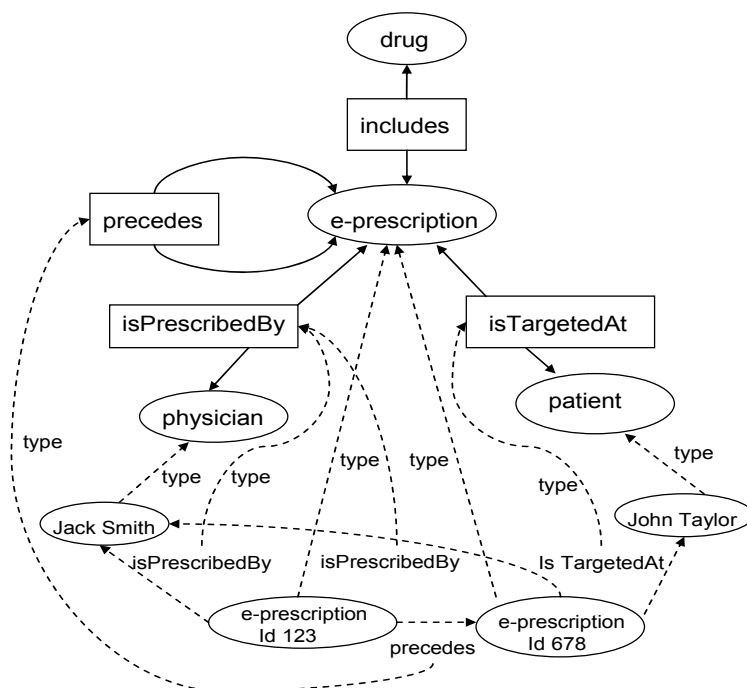 drug
includes
precedes
e-prescription
isPrescribedBy
isTargetedAt
physician
patient
type
type
type
type
type
type
type
Jack Smith
John Taylor
isPrescribedBy
isPrescribedBy
Is TargetedAt
e-prescription
Id 123
precedes
e-prescription
Id 678